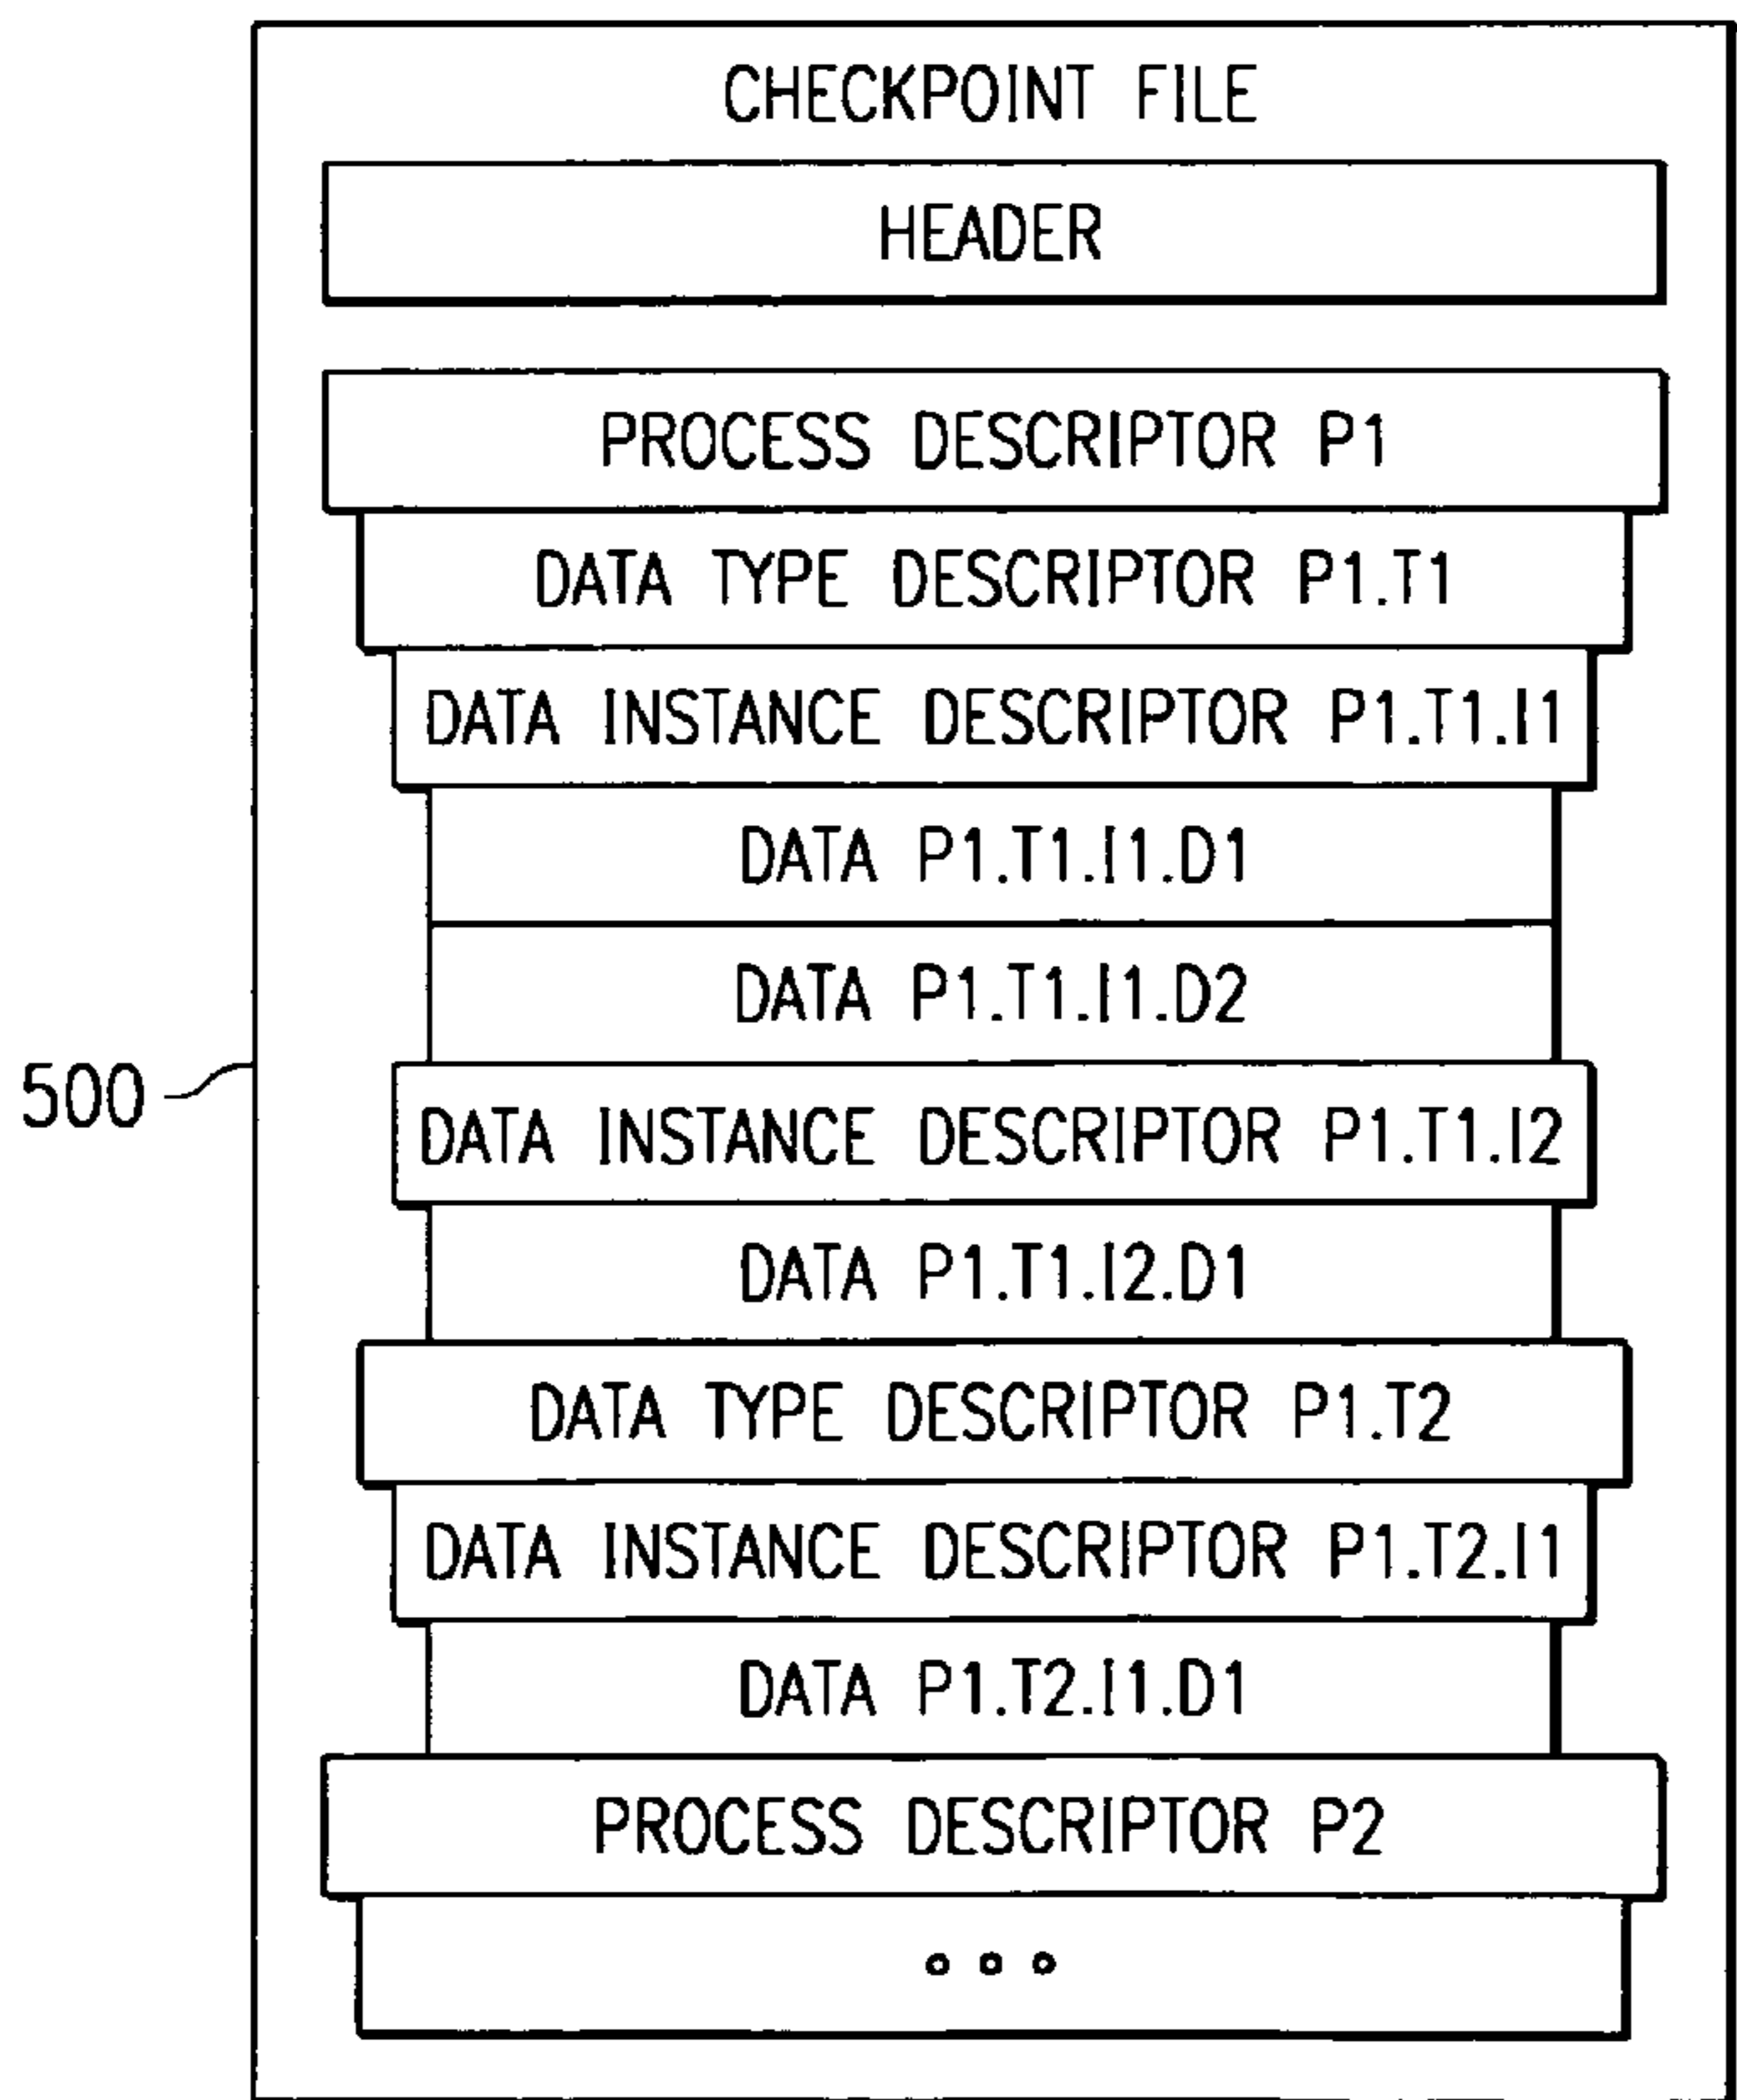 CHECKPOINT FILE
HEADER
PROCESS DESCRIPTOR P1
DATA TYPE DESCRIPTOR P1.T1
DATA INSTANCE DESCRIPTOR P1.T1.I1
DATA P1.T1.I1.D1
DATA P1.T1.I1.D2
500
DATA INSTANCE DESCRIPTOR P1.T1.I2
DATA P1.T1.I2.D1
DATA TYPE DESCRIPTOR P1.T2
DATA INSTANCE DESCRIPTOR P1.T2.I1
DATA P1.T2.I1.D1
PROCESS DESCRIPTOR P2